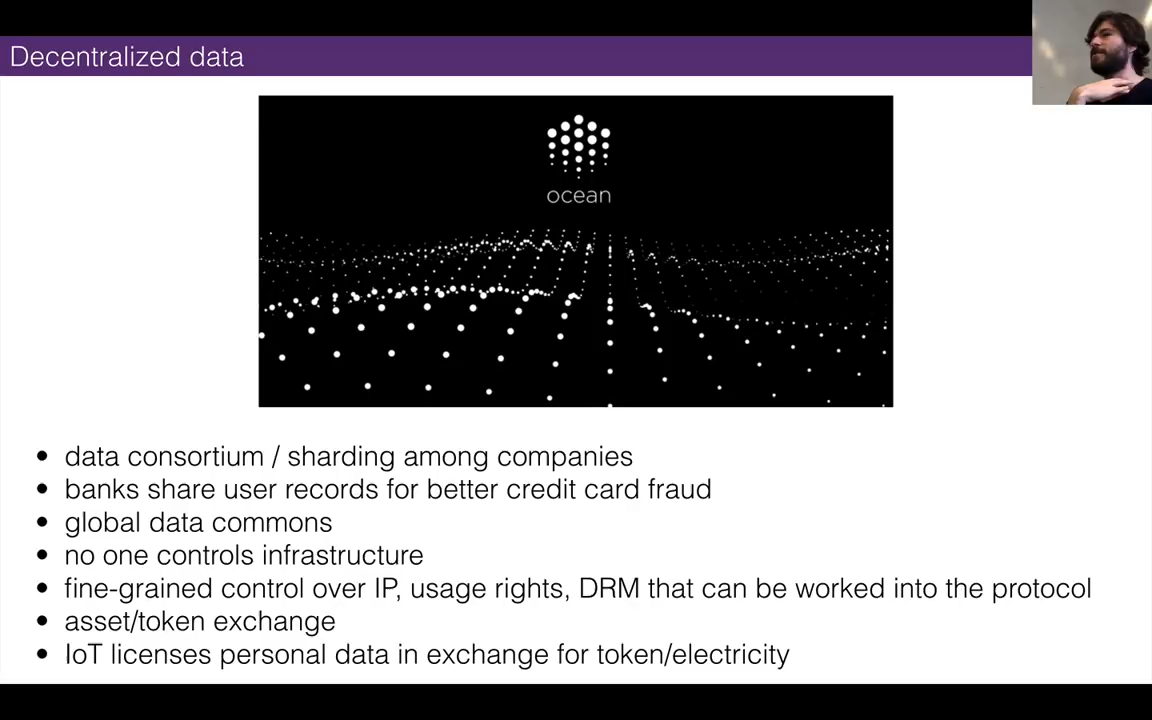 Decentralized data
ocean
• data consortium / sharding among companies
• banks share user records for better credit card fraud
• global data commons
• no one controls infrastructure
• fine-grained control over IP, usage rights, DRM that can be worked into the protocol
• asset/token exchange
• IoT licenses personal data in exchange for token/electricity